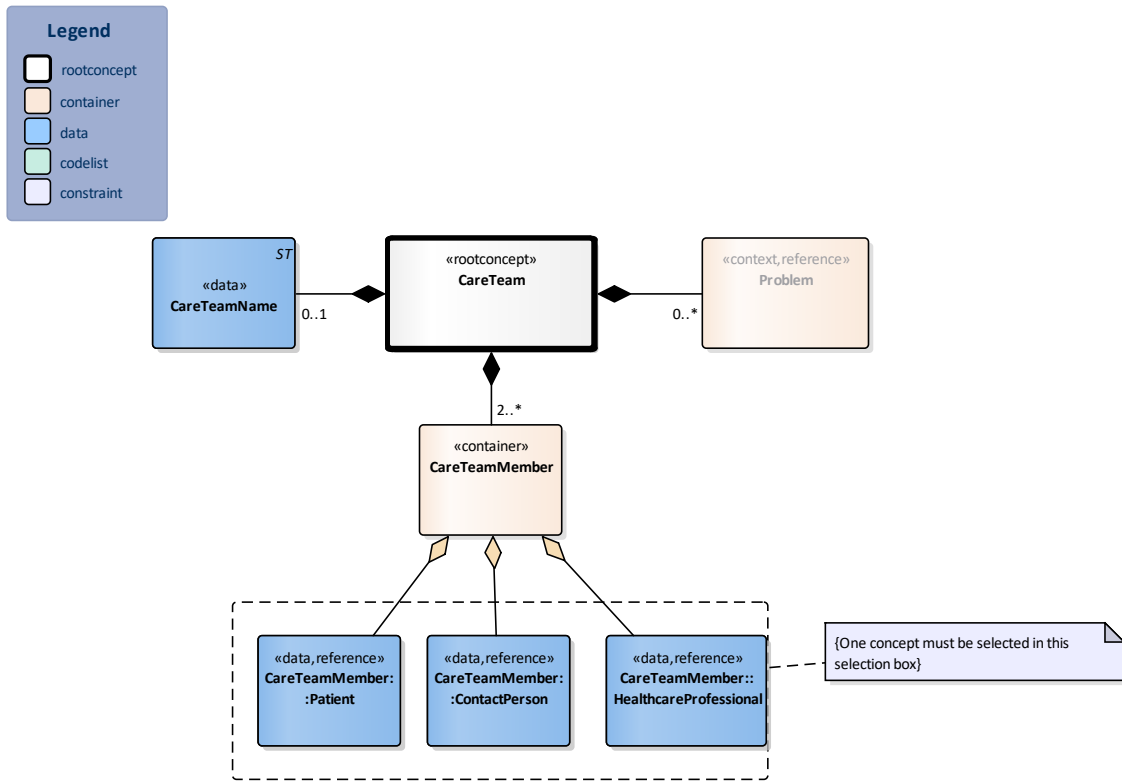 Legend
rootconcept
container
data
codelist
constraint
ST
«data»
CareTeamName
0..1
«rootconcept»
CareTeam
«context,reference»
Problem
0..*
2..*
«container»
CareTeamMember
«data,reference»
CareTeamMember:
:Patient
«data,reference»
CareTeamMember:
:ContactPerson
«data,reference»
CareTeamMember::
HealthcareProfessional
{One concept must be selected in this
selection box}